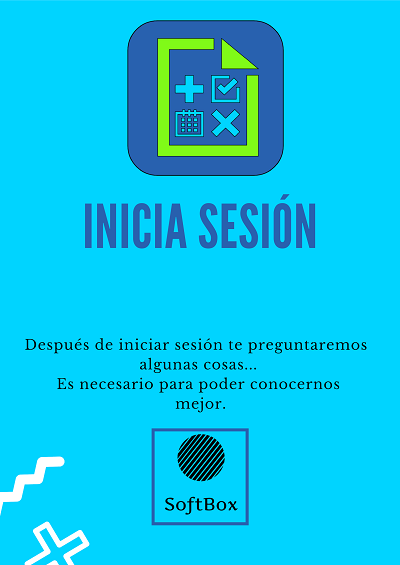 INICIA SESIÓN
Después de iniciar sesión te preguntaremos
algunas cosas...
Es necesario para poder conocernos
mejor.
SoftBox